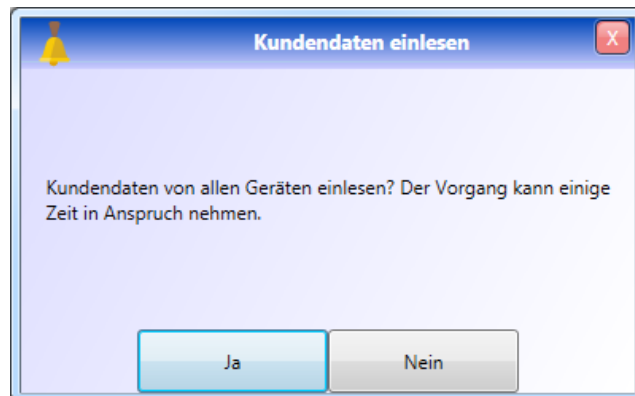 Kundendaten einlesen
X
Kundendaten von allen Geräten einlesen? Der Vorgang kann einige
Zeit in Anspruch nehmen.
Ja
Nein